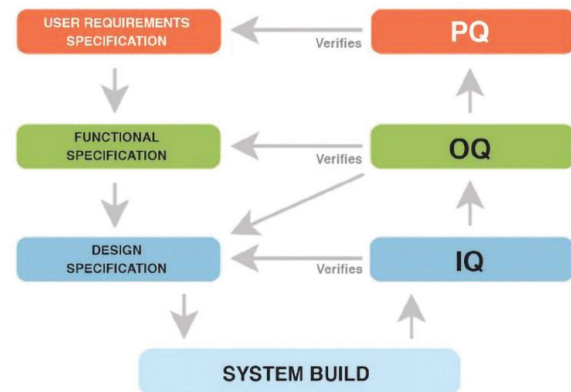 USER REQUIREMENTS
SPECIFICATION
Verifies
PQ
FUNCTIONAL
SPECIFICATION
Verifies
OQ
DESIGN
SPECIFICATION
Verifies
IQ
SYSTEM BUILD